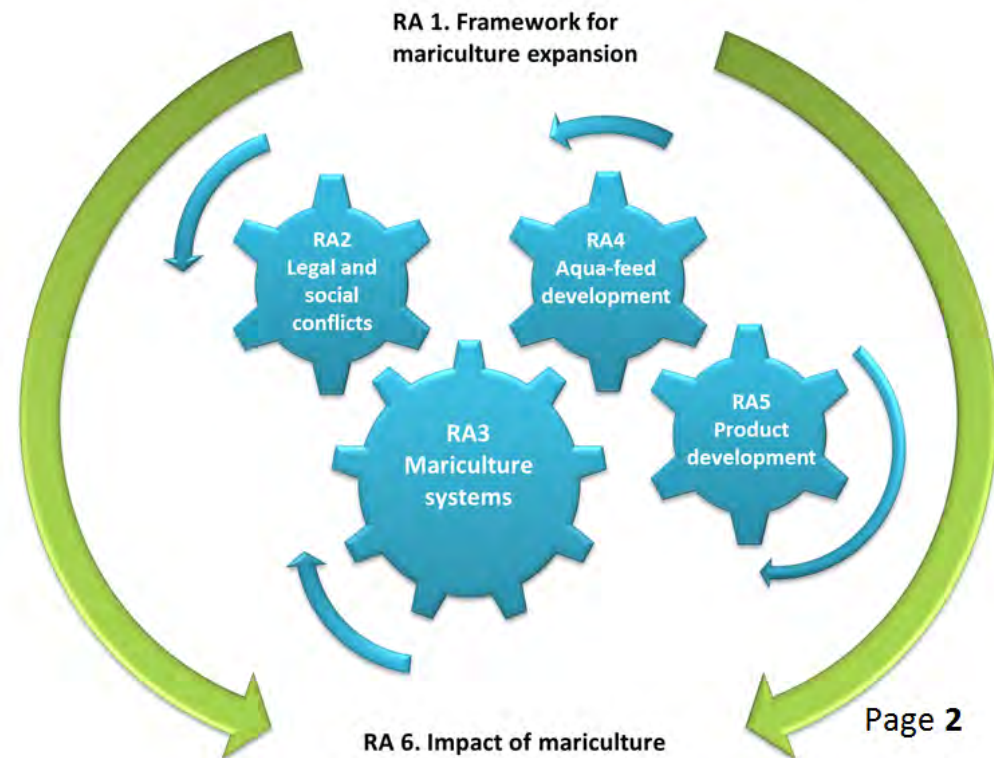 RA 1. Framework for
mariculture expansion
RA2
Legal and
social
conflicts
RA4
Aqua-feed
development
RA3
Mariculture
systems
RA5
Product
development
Page 2
RA 6. Impact of mariculture